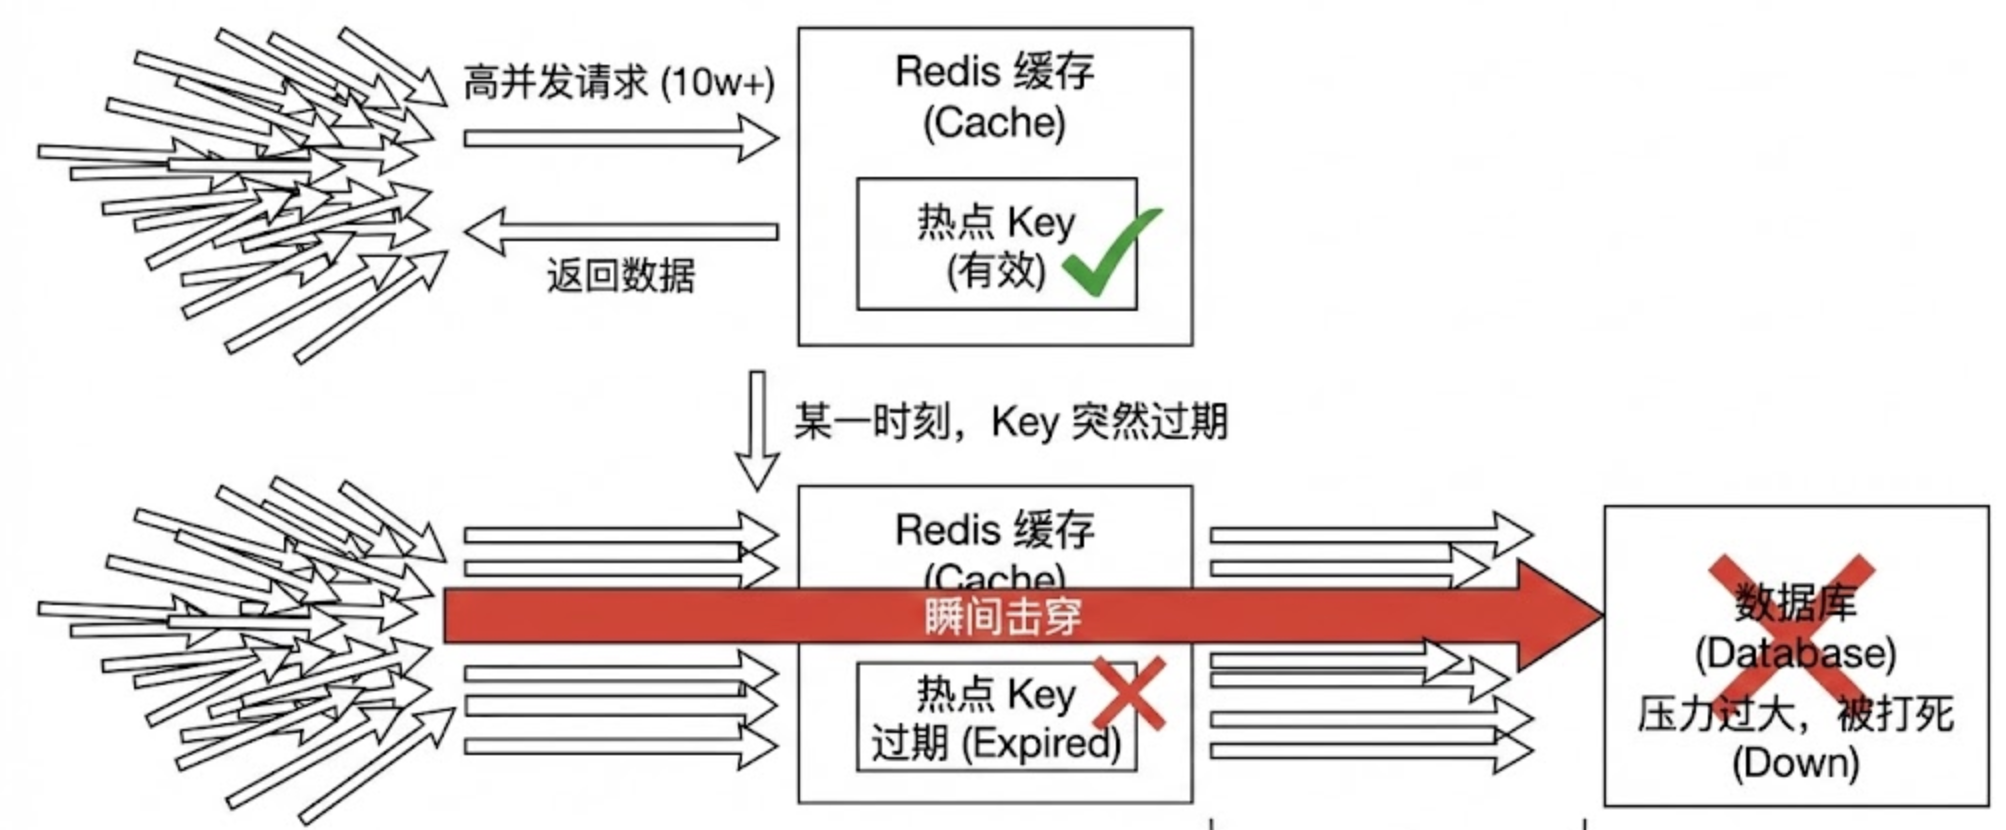 高并发请求 (10w+)
Redis 缓存
(Cache)
热点 Key
(有效)
返回数据
某一时刻，Key 突然过期
Redis 缓存
(Cache)
瞬间击穿
热点 Key
过期 (Expired)
数据库
(Database)
压力过大，被打死
(Down)